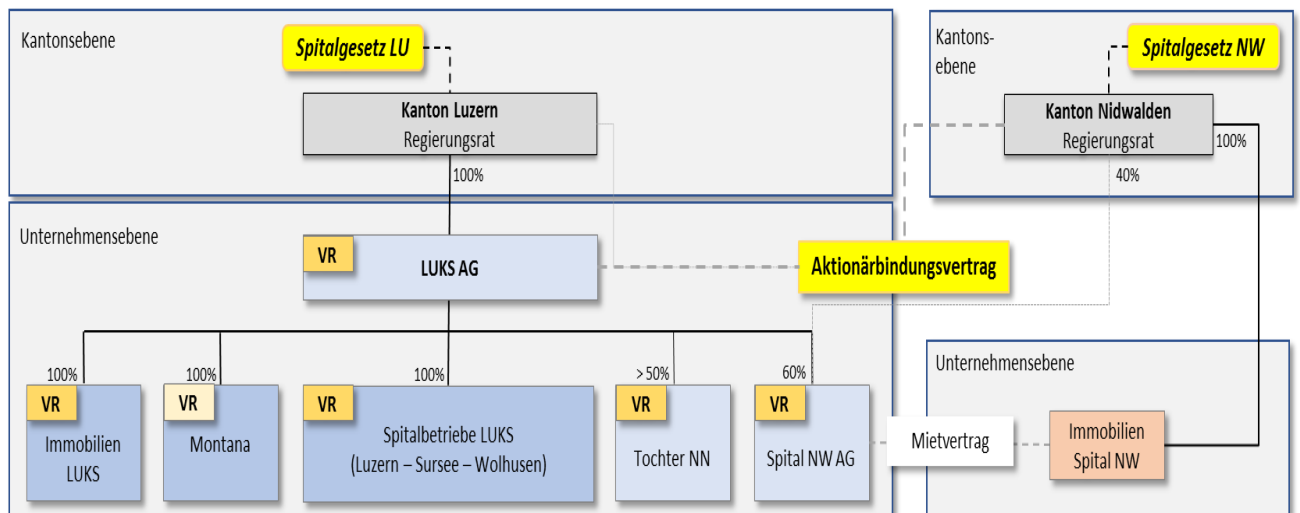 Kantonsebene
Spitalgesetz LU
Kanton Luzern
Regierungsrat
100%
Kantons-
ebene
Spitalgesetz NW
Kanton Nidwalden
Regierungsrat
100%
40%
Unternehmensebene
VR
LUKS AG
Aktionärbindungsvertrag
100%
VR
Immobilien
LUKS
100%
VR
Montana
100%
VR
Spitalbetriebe LUKS
(Luzern – Sursee – Wolhusen)
>50%
VR
Tochter NN
60%
VR
Spital NW AG
Mietvertrag
Unternehmensebene
Immobilien
Spital NW